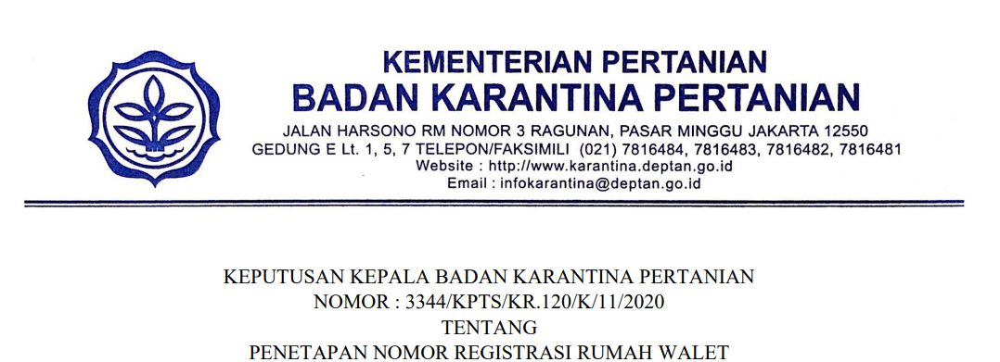 KEMENTERIAN PERTANIAN
BADAN KARANTINA PERTANIAN
JALAN HARSONO RM NOMOR 3 RAGUNAN, PASAR MINGGU JAKARTA 12550
GEDUNG E Lt. 1, 5, 7 TELEPON/FAKSIMILI (021) 7816484, 7816483, 7816482, 7816481
Website : http://www.karantina.deptan.go.id
Email : infokarantina@deptan.go.id
KEPUTUSAN KEPALA BADAN KARANTINA PERTANIAN
NOMOR : 3344/KPTS/KR.120/K/11/2020
TENTANG
PENETAPAN NOMOR REGISTRASI RUMAH WALET